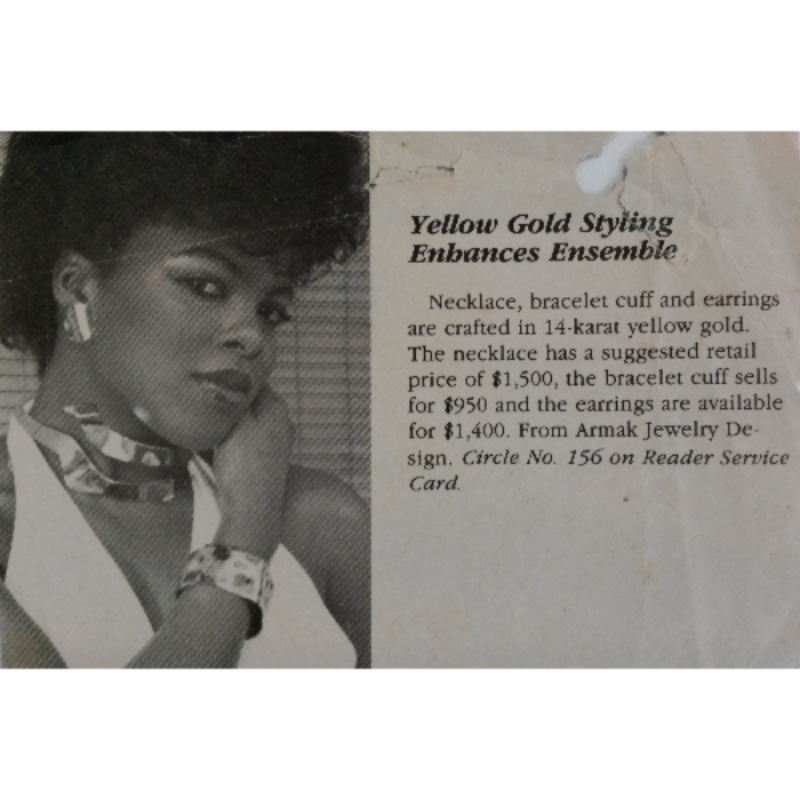 Yellow Gold Styling
Enhances Ensemble
Necklace, bracelet cuff and earrings
are crafted in 14-karat yellow gold.
The necklace has a suggested retail
price of $1,500, the bracelet cuff sells
for $950 and the earrings are available
for $1,400. From Armak Jewelry De-
sign. Circle No. 156 on Reader Service
Card.